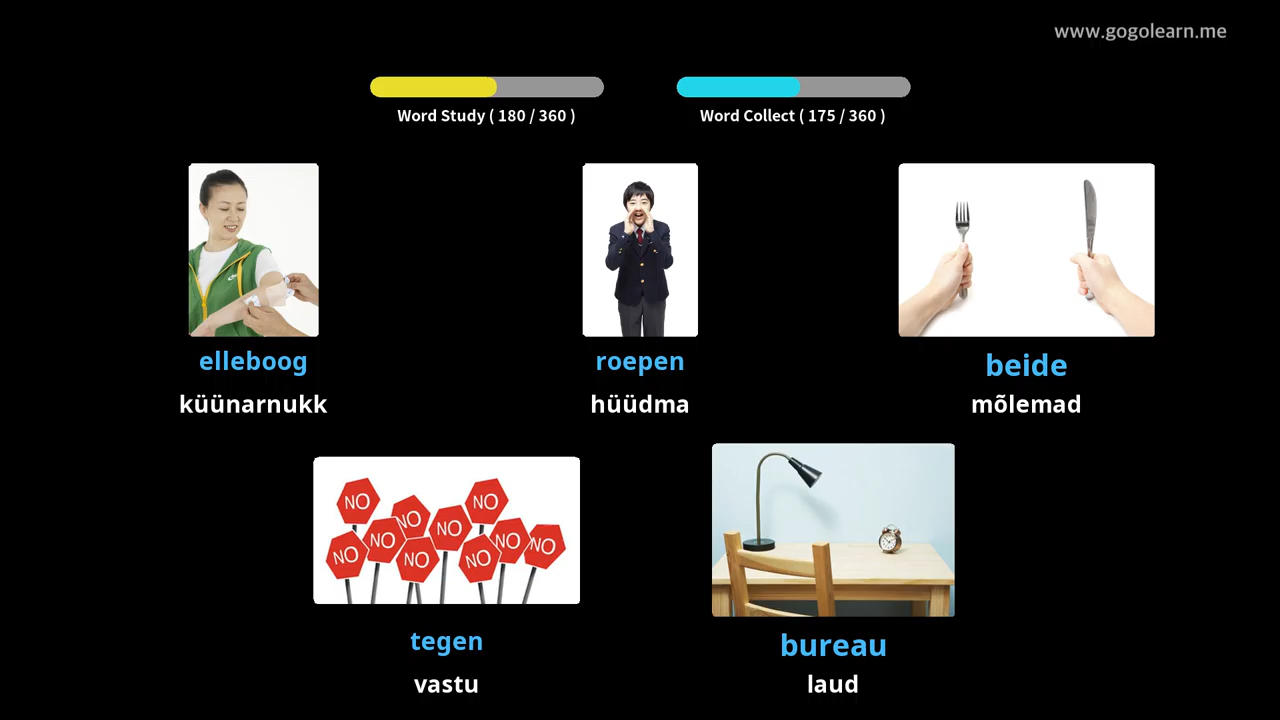 www.gogolearn.me
Word Study ( 180 / 360 )
Word Collect ( 175 / 360 )
elleboog
küünarnukk
roepen
hüüdma
beide
mõlemad
NO
NO
NO
NO
NO
NO
NO
NO
NO
NO
tegen
vastu
bureau
laud